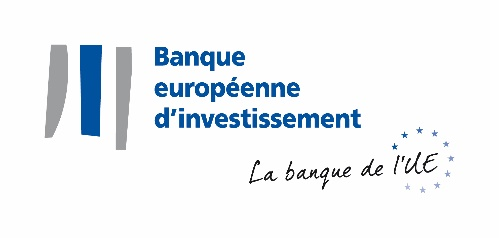 Banque
européenne
d'investissement
La banque de l'UE